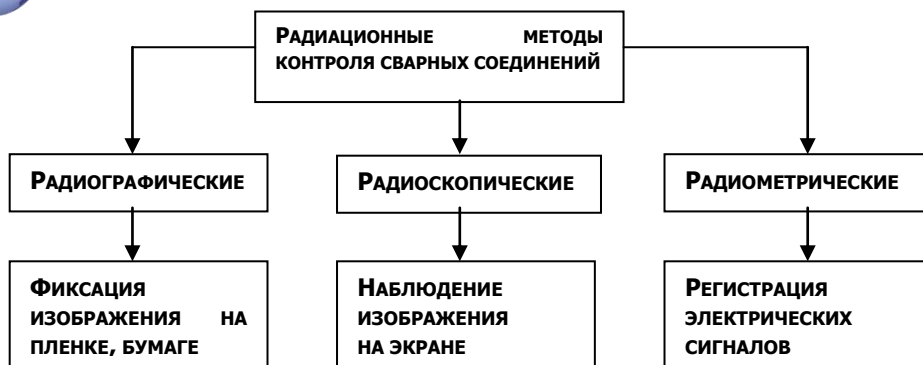 РАДИАЦИОННЫЕ МЕТОДЫ
КОНТРОЛЯ СВАРНЫХ СОЕДИНЕНИЙ
РАДИОГРАФИЧЕСКИЕ
РАДИОСКОПИЧЕСКИЕ
РАДИОМЕТРИЧЕСКИЕ
ФИКСАЦИЯ
ИЗОБРАЖЕНИЯ НА
ПЛЕНКЕ, БУМАГЕ
НАБЛЮДЕНИЕ
ИЗОБРАЖЕНИЯ
НА ЭКРАНЕ
РЕГИСТРАЦИЯ
ЭЛЕКТРИЧЕСКИХ
СИГНАЛОВ